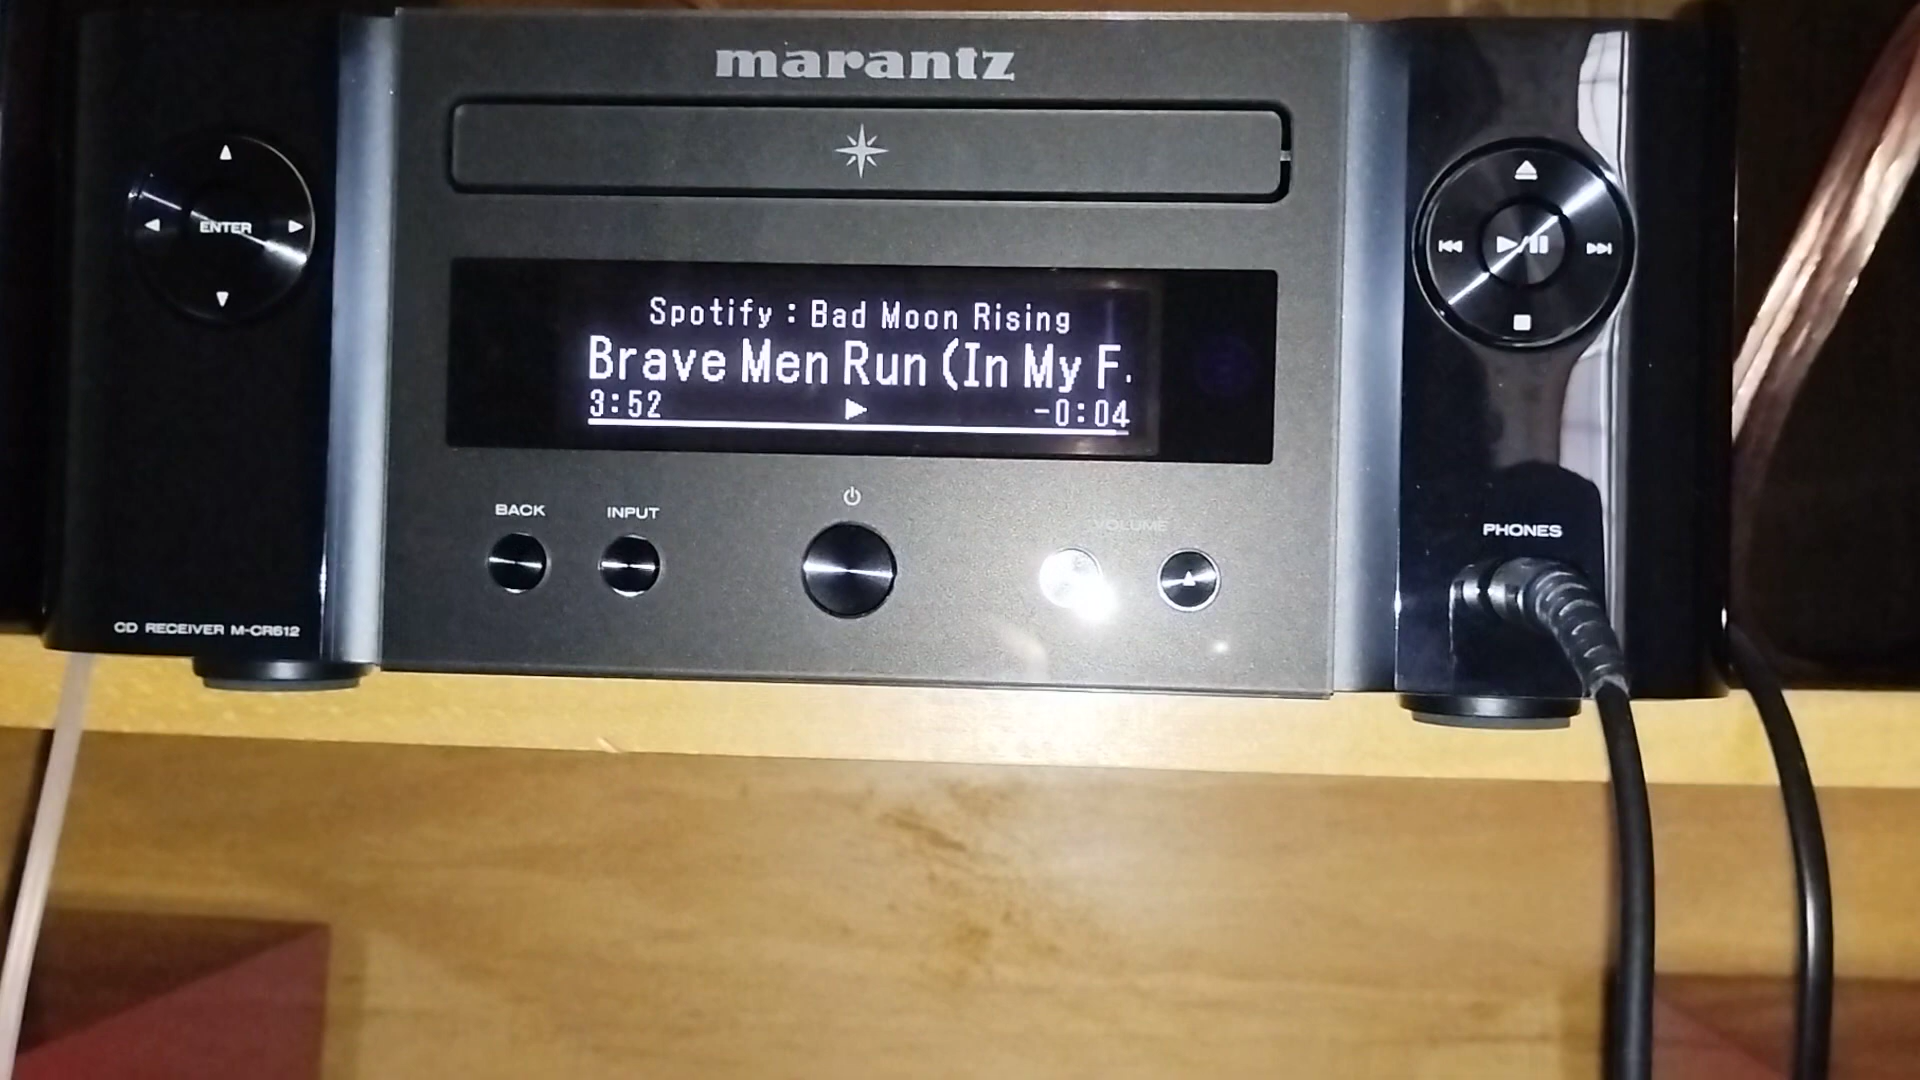 marantz
ENTER
Spotify : Bad Moon Rising
Brave Men Run (In My F.
3:52 -0:04
BACK INPUT VOLUME
PHONES
CD RECEIVER M-CR612